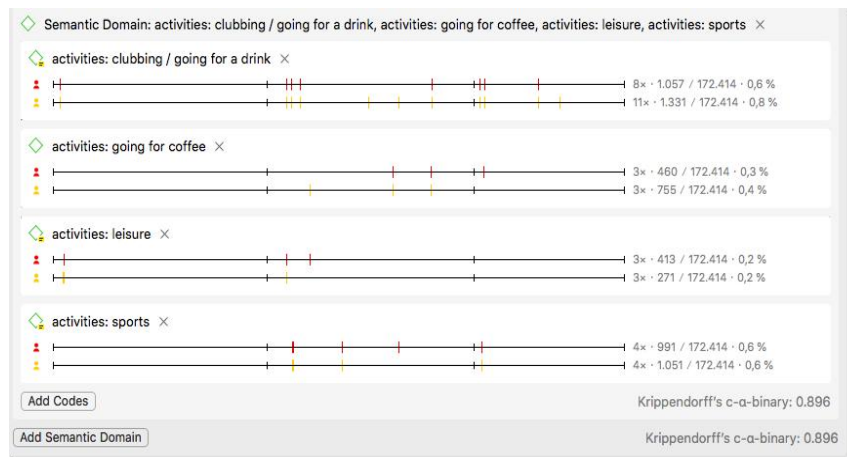 Semantic Domain: activities: clubbing / going for a drink, activities: going for coffee, activities: leisure, activities: sports ×
activities: clubbing / going for a drink ×
8× · 1.057 / 172.414 · 0,6 %
11× · 1.331 / 172.414 · 0,8 %
activities: going for coffee ×
3× · 460 / 172.414 · 0,3 %
3× · 755 / 172.414 · 0,4 %
activities: leisure ×
3× · 413 / 172.414 · 0,2 %
3× · 271 / 172.414 · 0,2 %
activities: sports ×
4× · 991 / 172.414 · 0,6 %
4× · 1.051 / 172.414 · 0,6 %
Add Codes Krippendorff's c-α-binary: 0.896
Add Semantic Domain Krippendorff's c-α-binary: 0.896